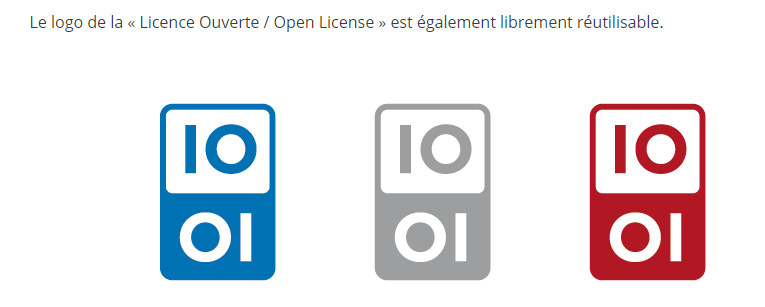 Le logo de la « Licence Ouverte / Open License » est également librement réutilisable.
IO IO IO
OI OI OI